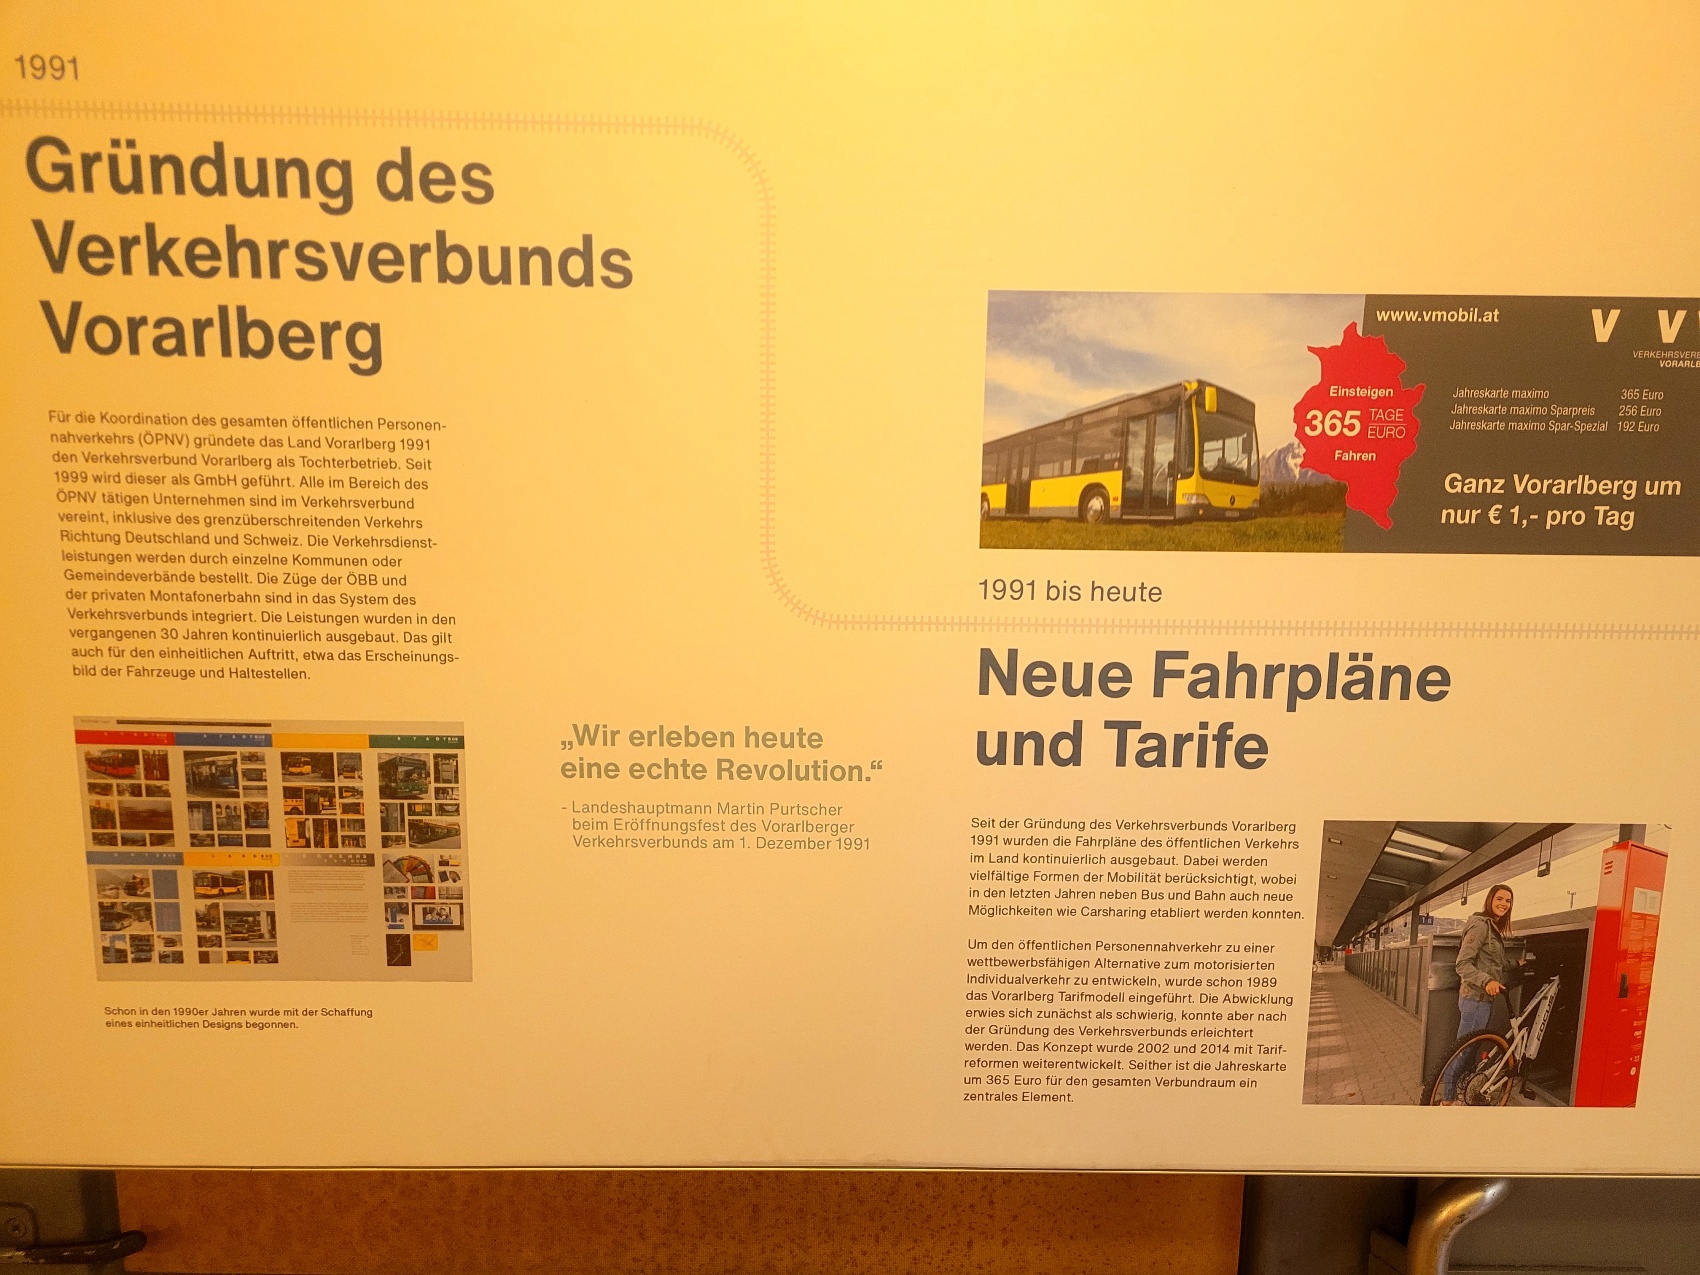 1991
Gründung des
Verkehrsverbunds
Vorarlberg
Für die Koordination des gesamten öffentlichen Personen-
nahverkehrs (ÖPNV) gründete das Land Vorarlberg 1991
den Verkehrsverbund Vorarlberg als Tochterbetrieb. Seit
1999 wird dieser als GmbH geführt. Alle im Bereich des
ÖPNV tätigen Unternehmen sind im Verkehrsverbund
vereint, inklusive des grenzüberschreitenden Verkehrs
Richtung Deutschland und Schweiz. Die Verkehrsdienst-
leistungen werden durch einzelne Kommunen oder
Gemeindeverbände bestellt. Die Züge der ÖBB und
der privaten Montafonerbahn sind in das System des
Verkehrsverbunds integriert. Die Leistungen wurden in den
vergangenen 30 Jahren kontinuierlich ausgebaut. Das gilt
auch für den einheitlichen Auftritt, etwa das Erscheinungs-
bild der Fahrzeuge und Haltestellen.
Schon in den 1990er Jahren wurde mit der Schaffung
eines einheitlichen Designs begonnen.
„Wir erleben heute
eine echte Revolution.“
- Landeshauptmann Martin Purtscher
beim Eröffnungsfest des Vorarlberger
Verkehrsverbunds am 1. Dezember 1991
www.vmobil.at
V V
VERKEHRSVERB
VORARLB
Einsteigen
365 TAGE
EURO
Fahren
Jahreskarte maximo 365 Euro
Jahreskarte maximo Sparpreis 256 Euro
Jahreskarte maximo Spar-Spezial 192 Euro
Ganz Vorarlberg um
nur € 1,- pro Tag
1991 bis heute
Neue Fahrpläne
und Tarife
Seit der Gründung des Verkehrsverbunds Vorarlberg
1991 wurden die Fahrpläne des öffentlichen Verkehrs
im Land kontinuierlich ausgebaut. Dabei werden
vielfältige Formen der Mobilität berücksichtigt, wobei
in den letzten Jahren neben Bus und Bahn auch neue
Möglichkeiten wie Carsharing etabliert werden konnten.
Um den öffentlichen Personennahverkehr zu einer
wettbewerbsfähigen Alternative zum motorisierten
Individualverkehr zu entwickeln, wurde schon 1989
das Vorarlberg Tarifmodell eingeführt. Die Abwicklung
erwies sich zunächst als schwierig, konnte aber nach
der Gründung des Verkehrsverbunds erleichtert
werden. Das Konzept wurde 2002 und 2014 mit Tarif-
reformen weiterentwickelt. Seither ist die Jahreskarte
um 365 Euro für den gesamten Verbundraum ein
zentrales Element.
FOCUS